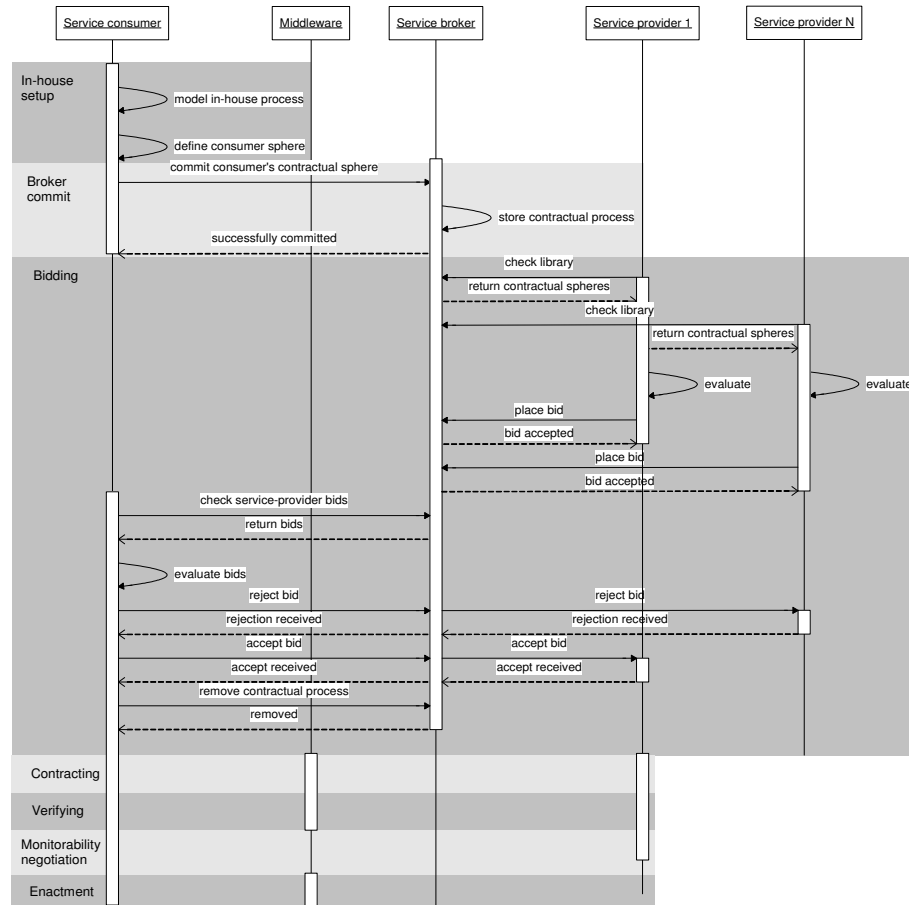 Service consumer
Middleware
Service broker
Service provider 1
Service provider N
In-house
setup
model in-house process
define consumer sphere
commit consumer's contractual sphere
Broker
commit
store contractual process
successfully committed
Bidding
check library
return contractual spheres
check library
return contractual spheres
evaluate
evaluate
place bid
bid accepted
place bid
bid accepted
check service-provider bids
return bids
evaluate bids
reject bid
reject bid
rejection received
rejection received
accept bid
accept bid
accept received
accept received
remove contractual process
removed
Contracting
Verifying
Monitorability
negotiation
Enactment